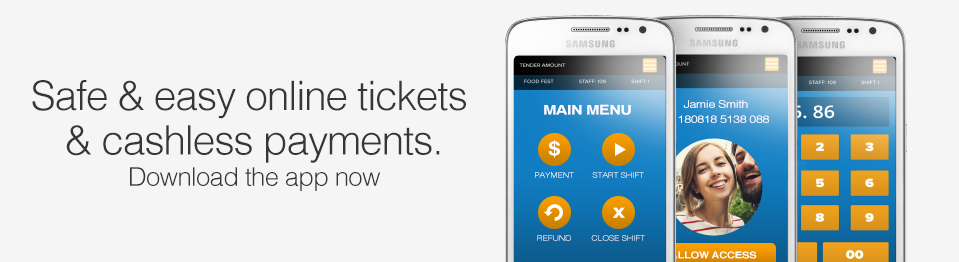 Safe & easy online tickets
& cashless payments.
Download the app now
SAMSUNG
TENDER AMOUNT
FOOD FEST STAFF: 109 SHIFT 1
MAIN MENU
$
PAYMENT START SHIFT
X
REFUND CLOSE SHIFT
SAMSUNG
Jamie Smith
180818 5138 088
ALLOW ACCESS
SAMSUNG
STAFF: 109 SHIFT 1
5. 86
2 3
5 6
8 9
00